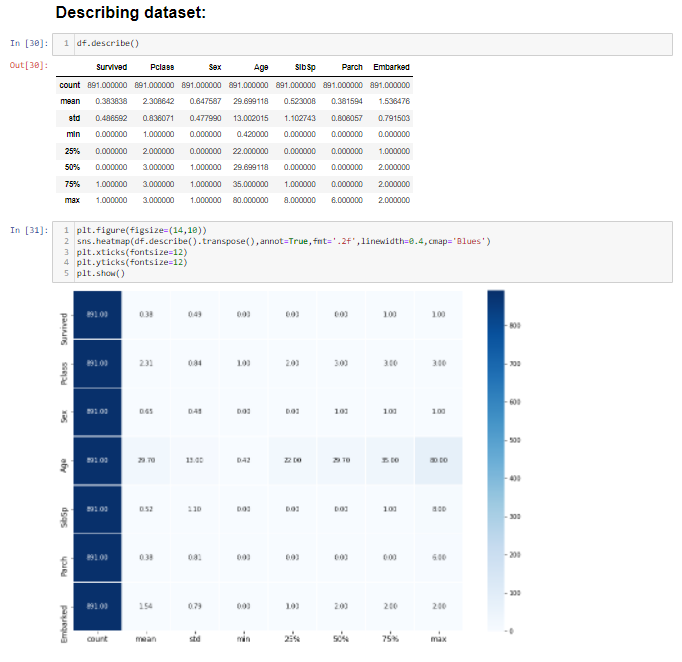 Describing dataset:
In [30]: 1 df.describe()
Out[30]:
Survived Pclass Sex Age SibSp Parch Embarked
count 891.000000 891.000000 891.000000 891.000000 891.000000 891.000000 891.000000
mean 0.383838 2.308642 0.647587 29.699118 0.523008 0.381594 1.536476
std 0.486592 0.836071 0.477990 13.002015 1.102743 0.806057 0.791503
min 0.000000 1.000000 0.000000 0.420000 0.000000 0.000000 0.000000
25% 0.000000 2.000000 0.000000 22.000000 0.000000 0.000000 1.000000
50% 0.000000 3.000000 1.000000 29.699118 0.000000 0.000000 2.000000
75% 1.000000 3.000000 1.000000 35.000000 1.000000 0.000000 2.000000
max 1.000000 3.000000 1.000000 80.000000 8.000000 6.000000 2.000000
In [31]: 1 plt.figure(figsize=(14,10))
2 sns.heatmap(df.describe().transpose(),annot=True,fmt='.2f',linewidth=0.4,cmap='Blues')
3 plt.xticks(fontsize=12)
4 plt.yticks(fontsize=12)
5 plt.show()
Survived 891.00 0.38 0.49 0.00 0.00 0.00 1.00 1.00
Pclass 891.00 2.31 0.84 1.00 2.00 3.00 3.00 3.00
Sex 891.00 0.65 0.48 0.00 0.00 1.00 1.00 1.00
Age 891.00 29.70 13.00 0.42 22.00 29.70 35.00 80.00
SibSp 891.00 0.52 1.10 0.00 0.00 0.00 1.00 8.00
Parch 891.00 0.38 0.81 0.00 0.00 0.00 0.00 6.00
Embarked 891.00 1.54 0.79 0.00 1.00 2.00 2.00 2.00
count mean std min 25% 50% 75% max
800
700
600
500
400
300
200
100
0